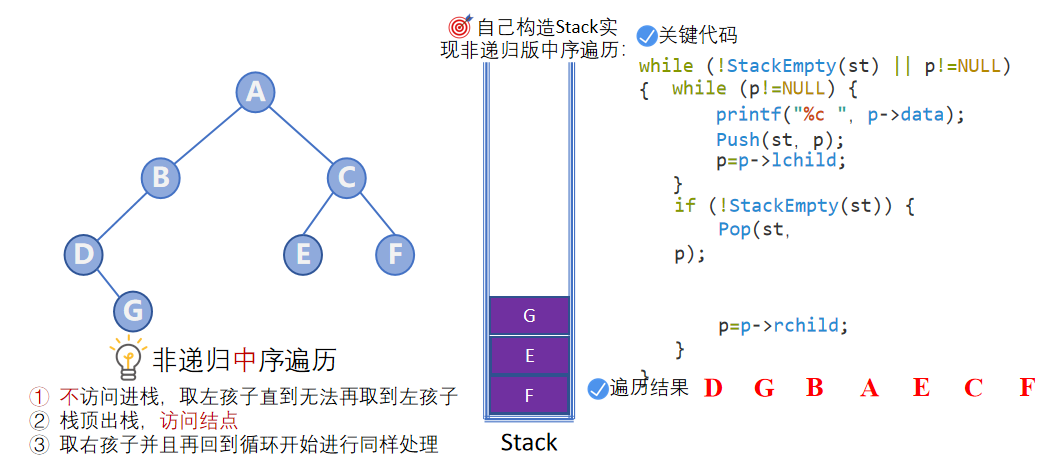 A
B
C
D
E
F
G
非递归中序遍历
① 不访问进栈，取左孩子直到无法再取到左孩子
② 栈顶出栈，访问结点
③ 取右孩子并且再回到循环开始进行同样处理
自己构造Stack实
现非递归版中序遍历：
G
E
F
Stack
关键代码
while (!StackEmpty(st) || p!=NULL)
{ while (p!=NULL) {
printf("%c ", p->data);
Push(st, p);
p=p->lchild;
}
if (!StackEmpty(st)) {
Pop(st,
p);
p=p->rchild;
}
}
遍历结果 D G B A E C F